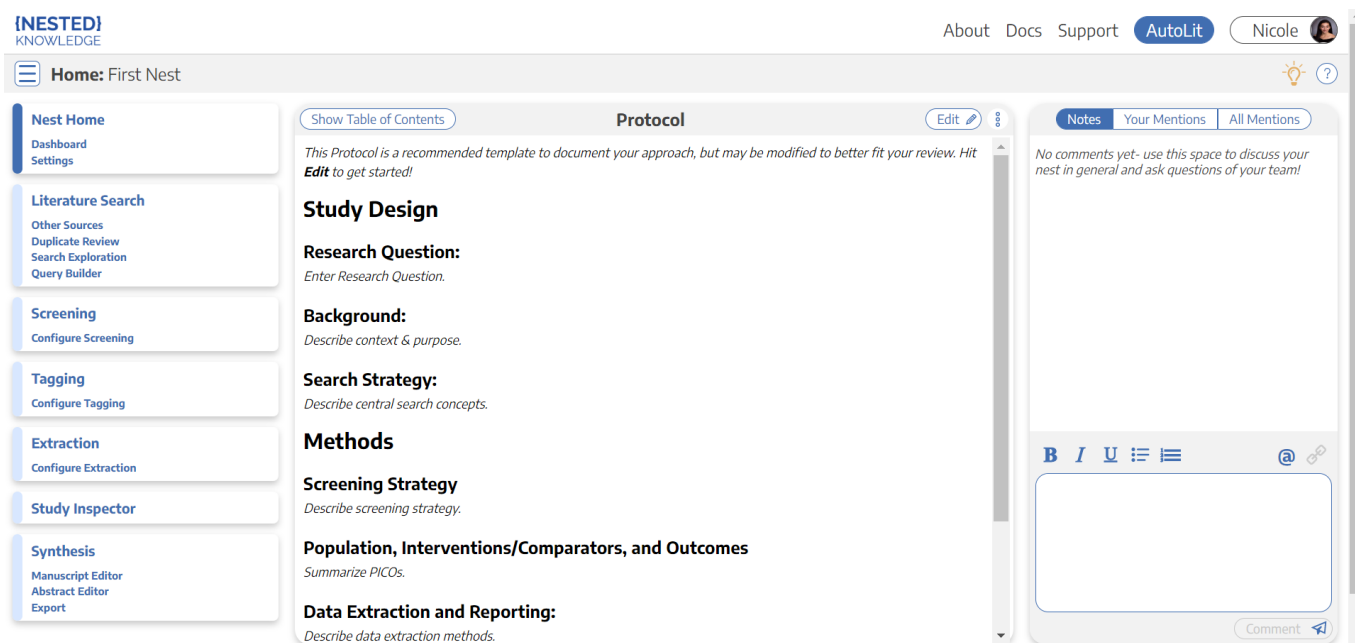 {NESTED}
KNOWLEDGE
About Docs Support AutoLit Nicole
Home: First Nest
?
Nest Home
Dashboard
Settings
Literature Search
Other Sources
Duplicate Review
Search Exploration
Query Builder
Screening
Configure Screening
Tagging
Configure Tagging
Extraction
Configure Extraction
Study Inspector
Synthesis
Manuscript Editor
Abstract Editor
Export
Show Table of Contents Protocol Edit
This Protocol is a recommended template to document your approach, but may be modified to better fit your review. Hit
Edit to get started!
Study Design
Research Question:
Enter Research Question.
Background:
Describe context & purpose.
Search Strategy:
Describe central search concepts.
Methods
Screening Strategy
Describe screening strategy.
Population, Interventions/Comparators, and Outcomes
Summarize PICOs.
Data Extraction and Reporting:
Describe data extraction methods.
Notes Your Mentions All Mentions
No comments yet- use this space to discuss your
nest in general and ask questions of your team!
B I U @
Comment